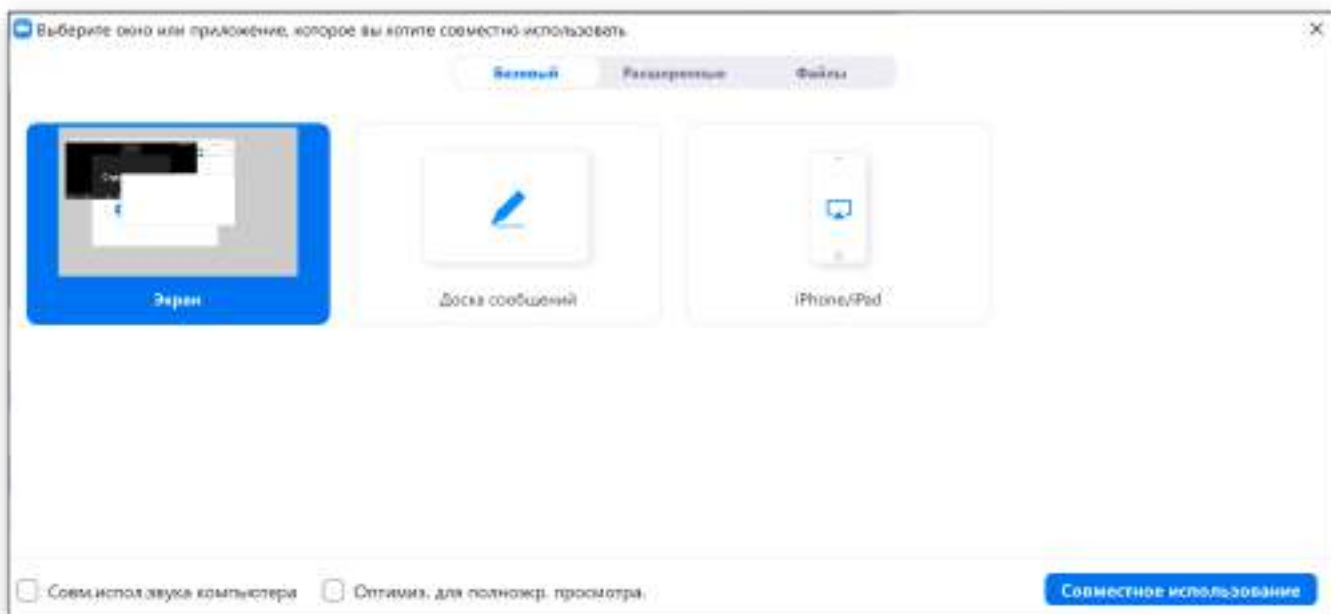 Выберите окно или приложение, которое вы хотите совместно использовать
Базовый Расширенные Файлы
Экран Доска сообщений iPhone/iPad
Совм.испол.звука компьютера Оптимиз. для полноэкр. просмотра. Совместное использование